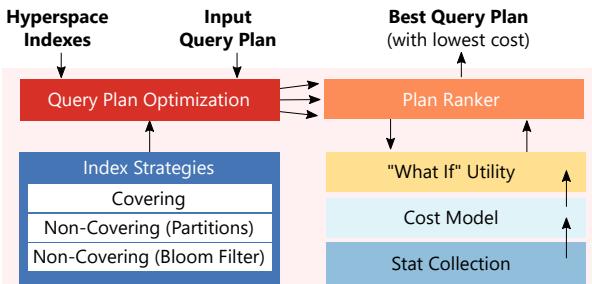 Hyperspace
Indexes
Input
Query Plan
Best Query Plan
(with lowest cost)
Query Plan Optimization
Plan Ranker
Index Strategies
Covering
Non-Covering (Partitions)
Non-Covering (Bloom Filter)
"What If" Utility
Cost Model
Stat Collection